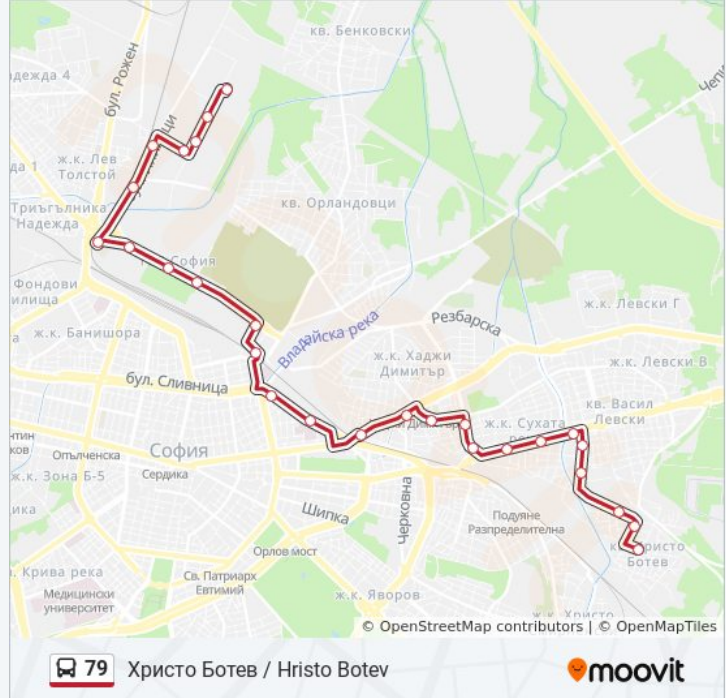 кв. Бенковски
бул. Рожен
Чепи
ж.к. Лев
Толстой
кв. Орландовци
Триъгълника
Надежда
София
Фондови
ж.к. Левски Г
Резбарска
Владайска река
ж.к. Банишора
ж.к. Хаджи
Димитър
ж.к. Левски В
бул. Сливница
кв. Васил
Левски
ж.к. Сухата
София
Опълченска
Сердика
ж.к. Зона Б-5
Черковна
Шипка
Подуяне
Разпределителна
Орлов мост
Ботев
ж.к. Крива река
Св. Патриарх
Евтимий
Медицински
университет
ж.к. Яворов
ж.к. Христо
© OpenStreetMap contributors | © OpenMapTiles
79 Христо Ботев / Hristo Botev
moovit